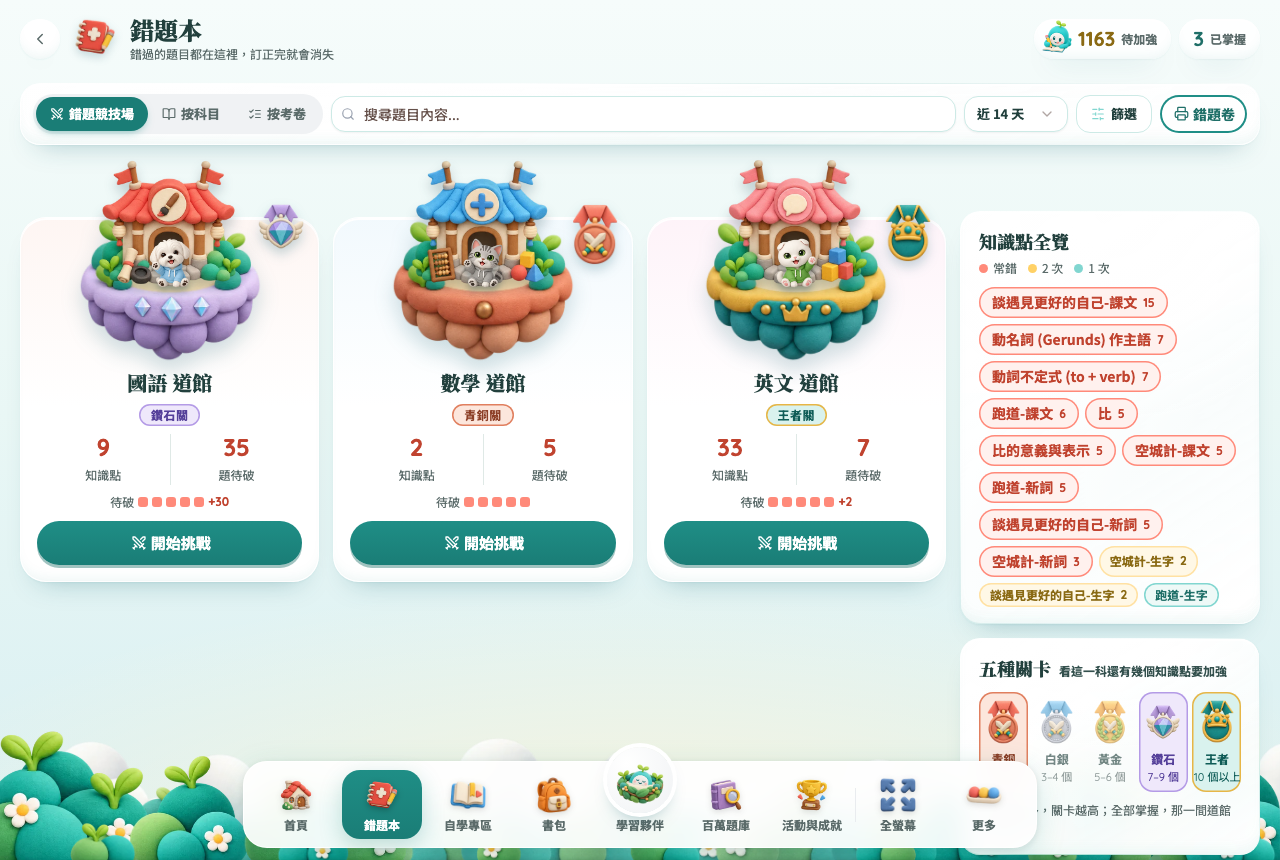 錯題本
錯過的題目都在這裡，訂正完就會消失
1163 待加強
3 已掌握
錯題競技場
按科目
按考卷
搜尋題目內容...
近 14 天
篩選
錯題卷
國語 道館
鑽石關
9
知識點
35
題待破
待破 +30
開始挑戰
數學 道館
青銅關
2
知識點
5
題待破
待破
開始挑戰
英文 道館
王者關
33
知識點
7
題待破
待破 +2
開始挑戰
知識點全覽
常錯 2 次 1 次
談遇見更好的自己-課文 15
動名詞 (Gerunds) 作主語 7
動詞不定式 (to + verb) 7
跑道-課文 6
比 5
比的意義與表示 5
空城計-課文 5
跑道-新詞 5
談遇見更好的自己-新詞 5
空城計-新詞 3
空城計-生字 2
談遇見更好的自己-生字 2
跑道-生字
五種關卡 看這一科還有幾個知識點要加強
青銅
白銀
3–4 個
黃金
5–6 個
鑽石
7–9 個
王者
10 個以上
，關卡越高；全部掌握，那一間道館
首頁
錯題本
自學專區
書包
學習夥伴
百萬題庫
活動與成就
全螢幕
更多